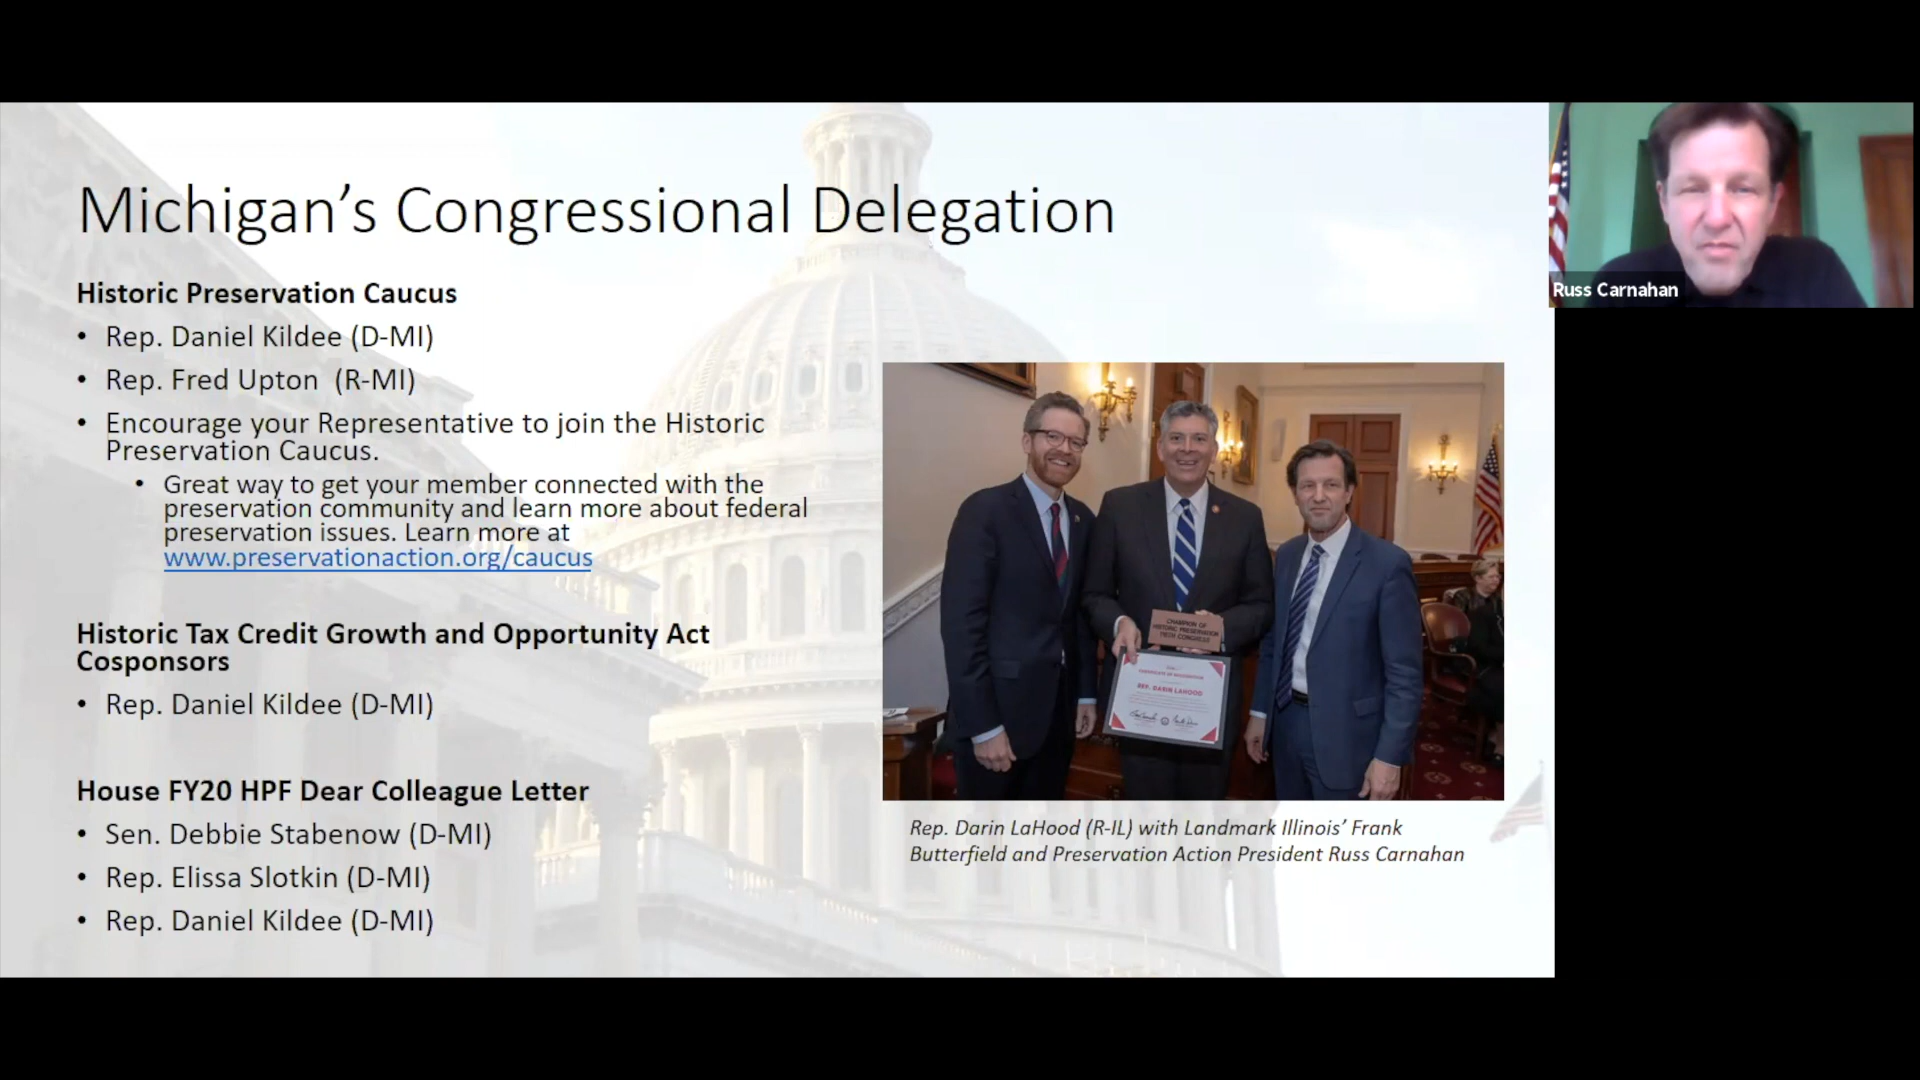 Michigan's Congressional Delegation
Historic Preservation Caucus
• Rep. Daniel Kildee (D-MI)
• Rep. Fred Upton (R-MI)
• Encourage your Representative to join the Historic
Preservation Caucus.
• Great way to get your member connected with the
preservation community and learn more about federal
preservation issues. Learn more at
www.preservationaction.org/caucus
Historic Tax Credit Growth and Opportunity Act
Cosponsors
• Rep. Daniel Kildee (D-MI)
House FY20 HPF Dear Colleague Letter
• Sen. Debbie Stabenow (D-MI)
• Rep. Elissa Slotkin (D-MI)
• Rep. Daniel Kildee (D-MI)
CHAMPION OF
HISTORIC PRESERVATION
CONGRESS
CERTIFICATE OF RECOGNITION
REP. DARIN LAHOOD
Rep. Darin LaHood (R-IL) with Landmark Illinois' Frank
Butterfield and Preservation Action President Russ Carnahan
Russ Carnahan